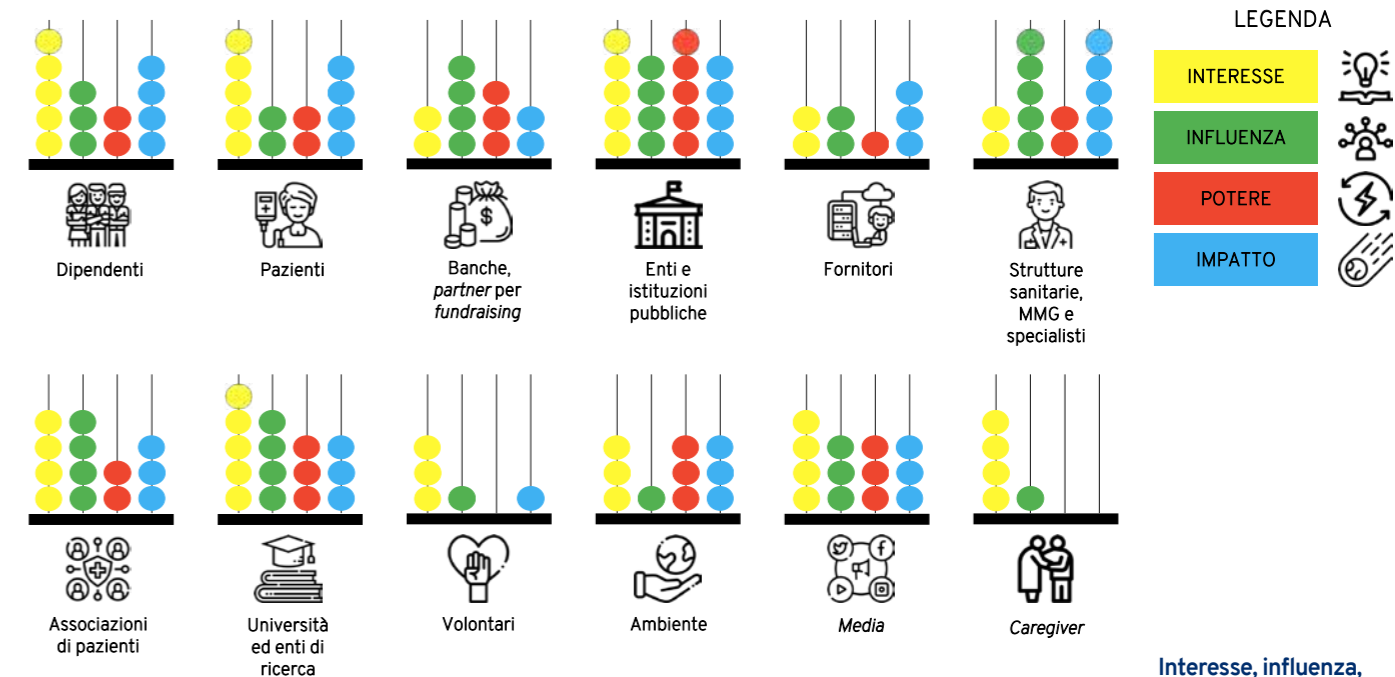 LEGENDA
INTERESSE
INFLUENZA
POTERE
IMPATTO
$
Dipendenti
Pazienti
Banche,
partner per
fundraising
Enti e
istituzioni
pubbliche
Fornitori
Strutture
sanitarie,
MMG e
specialisti
Associazioni
di pazienti
Università
ed enti di
ricerca
Volontari
Ambiente
Media
Caregiver
Interesse, influenza,